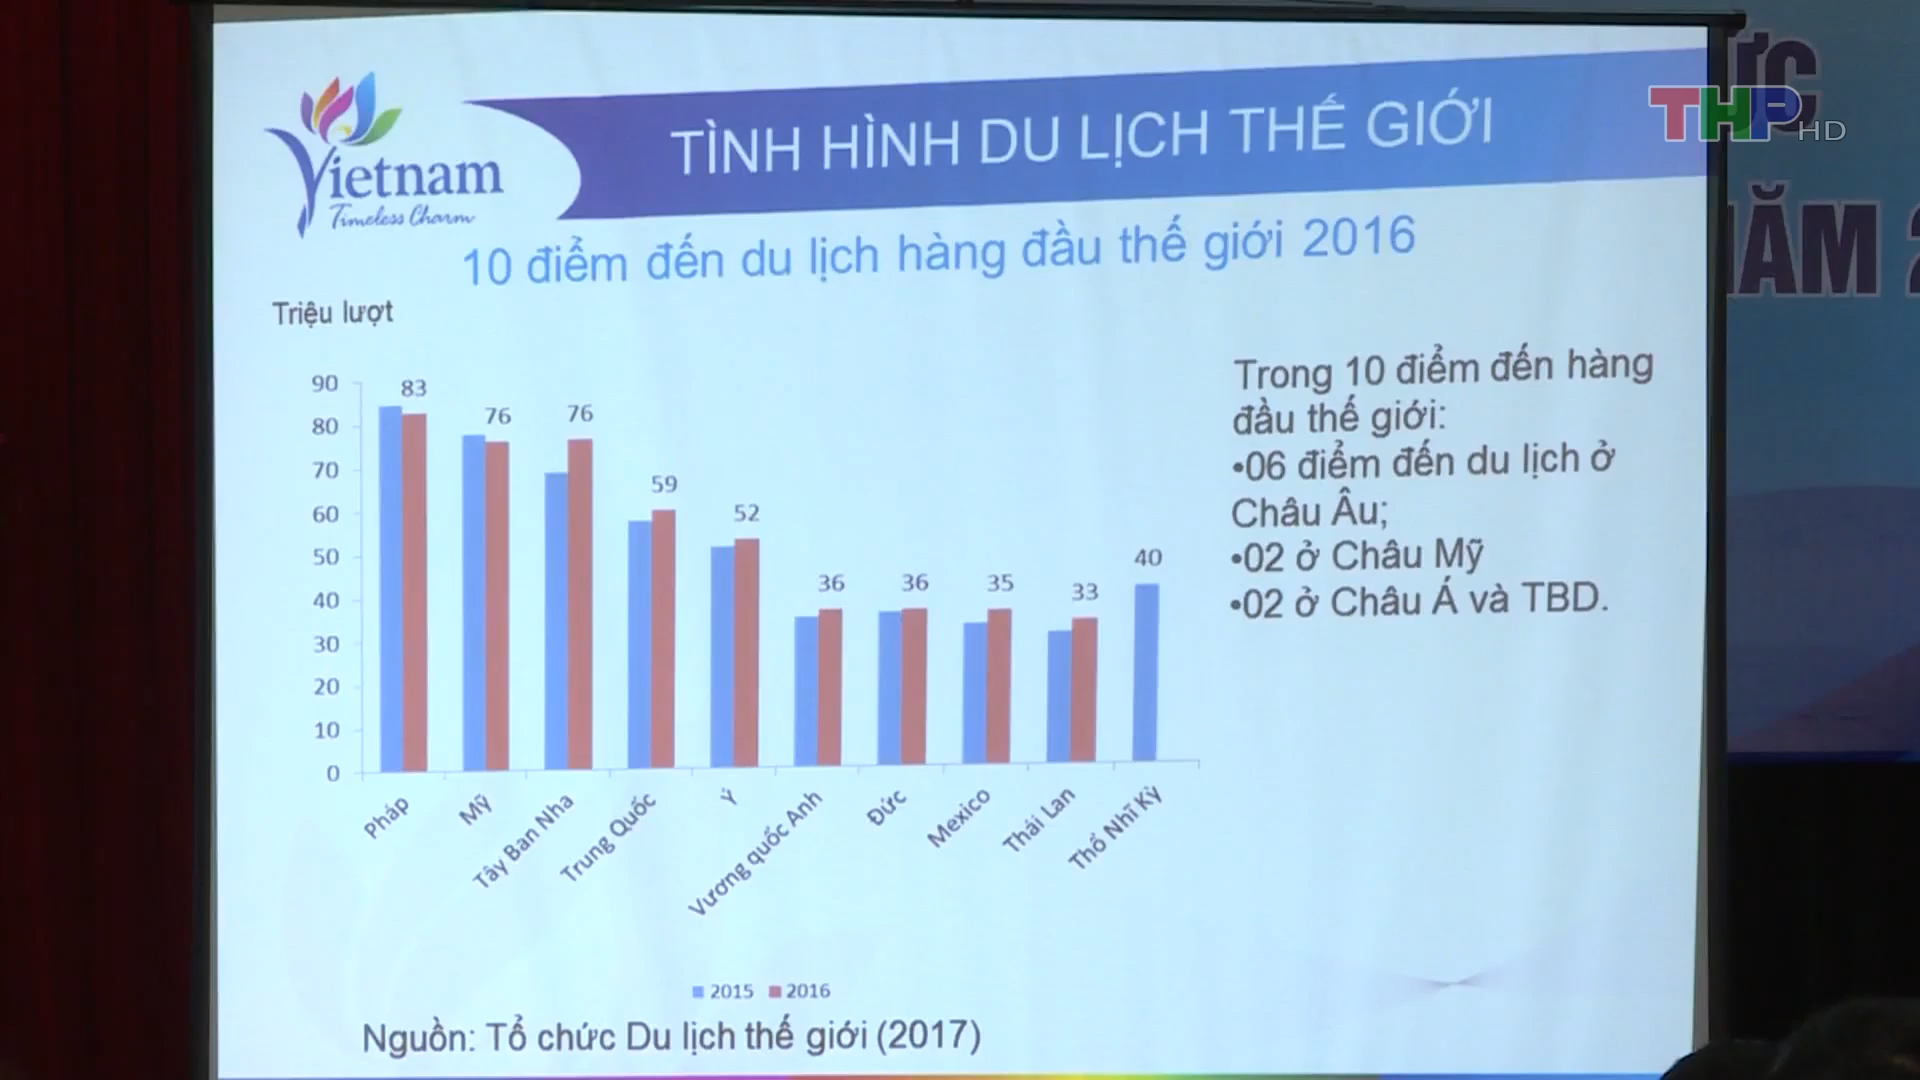 ỨC
THP HD
NĂM 2
Vietnam
Timeless Charm
TÌNH HÌNH DU LỊCH THẾ GIỚI
10 điểm đến du lịch hàng đầu thế giới 2016
Triệu lượt
90
80
70
60
50
40
30
20
10
0
83
76
76
59
52
36
36
35
33
40
Pháp
Mỹ
Tây Ban Nha
Trung Quốc
Ý
Vương quốc Anh
Đức
Mexico
Thái Lan
Thổ Nhĩ Kỳ
2015 2016
Trong 10 điểm đến hàng
đầu thế giới:
•06 điểm đến du lịch ở
Châu Âu;
•02 ở Châu Mỹ
•02 ở Châu Á và TBD.
Nguồn: Tổ chức Du lịch thế giới (2017)